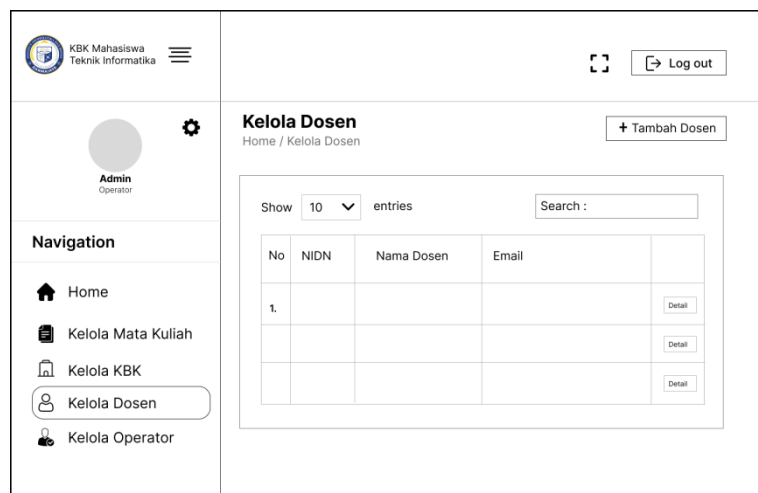 KBK Mahasiswa
Teknik Informatika
Log out
Admin
Operator
Navigation
Home
Kelola Mata Kuliah
Kelola KBK
Kelola Dosen
Kelola Operator
Kelola Dosen
Home / Kelola Dosen
+ Tambah Dosen
Show 10 entries
Search :
No NIDN Nama Dosen Email
1. Detail
Detail
Detail